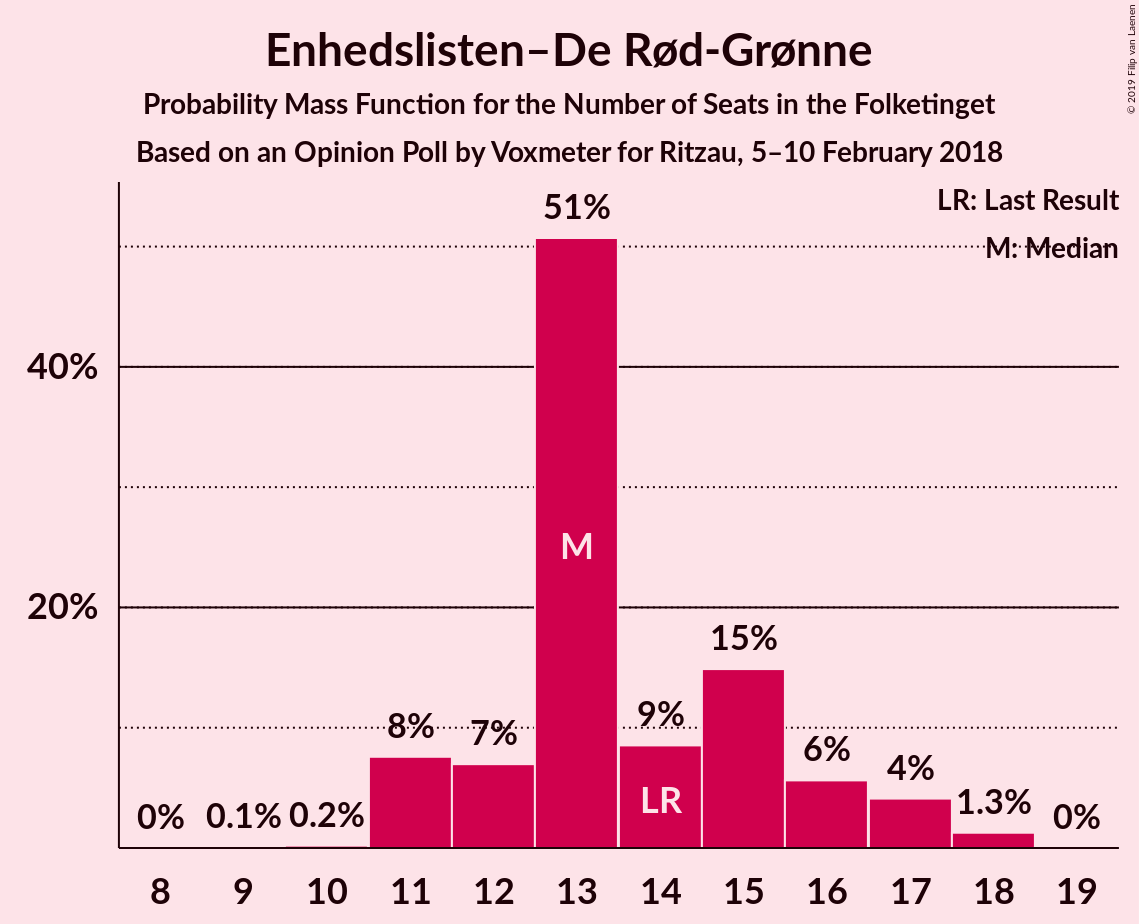 Enhedslisten–De Rød-Grønne
Probability Mass Function for the Number of Seats in the Folketinget
Based on an Opinion Poll by Voxmeter for Ritzau, 5–10 February 2018
© 2019 Filip van Laenen
LR: Last Result
M: Median
51%
40%
M
20%
15%
9%
8%
7%
6%
4%
LR
1.3%
0%
0.1%
0.2%
0%
8 9 10 11 12 13 14 15 16 17 18 19